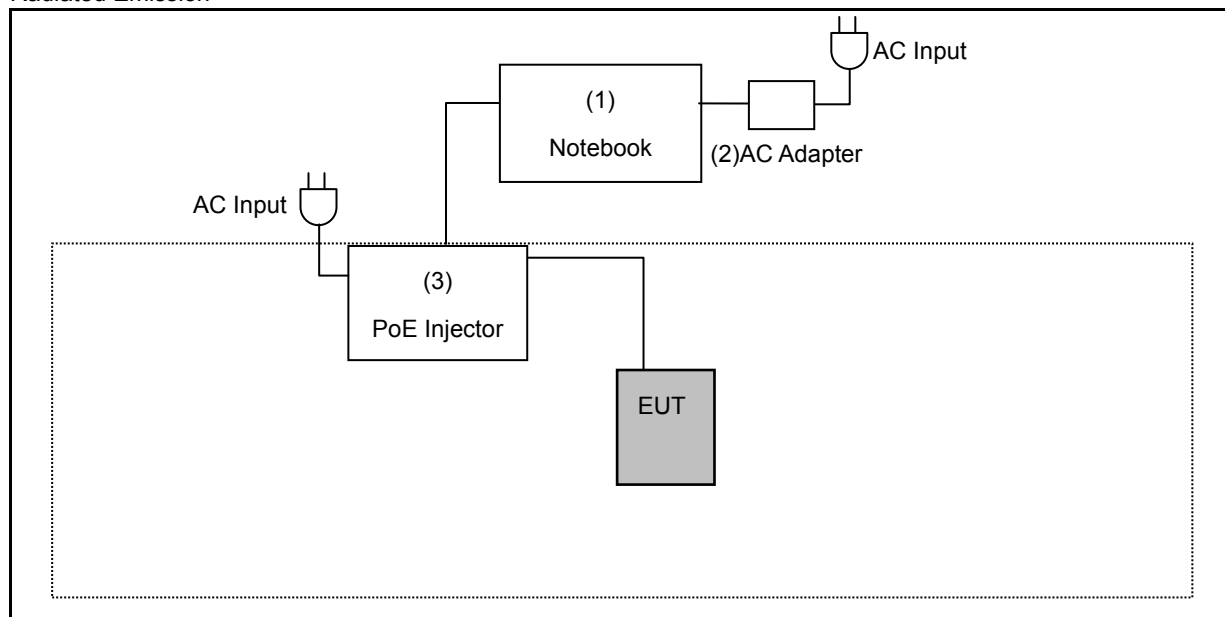 Radiated Emission
AC Input
(1)
Notebook
(2)AC Adapter
AC Input
(3)
PoE Injector
EUT